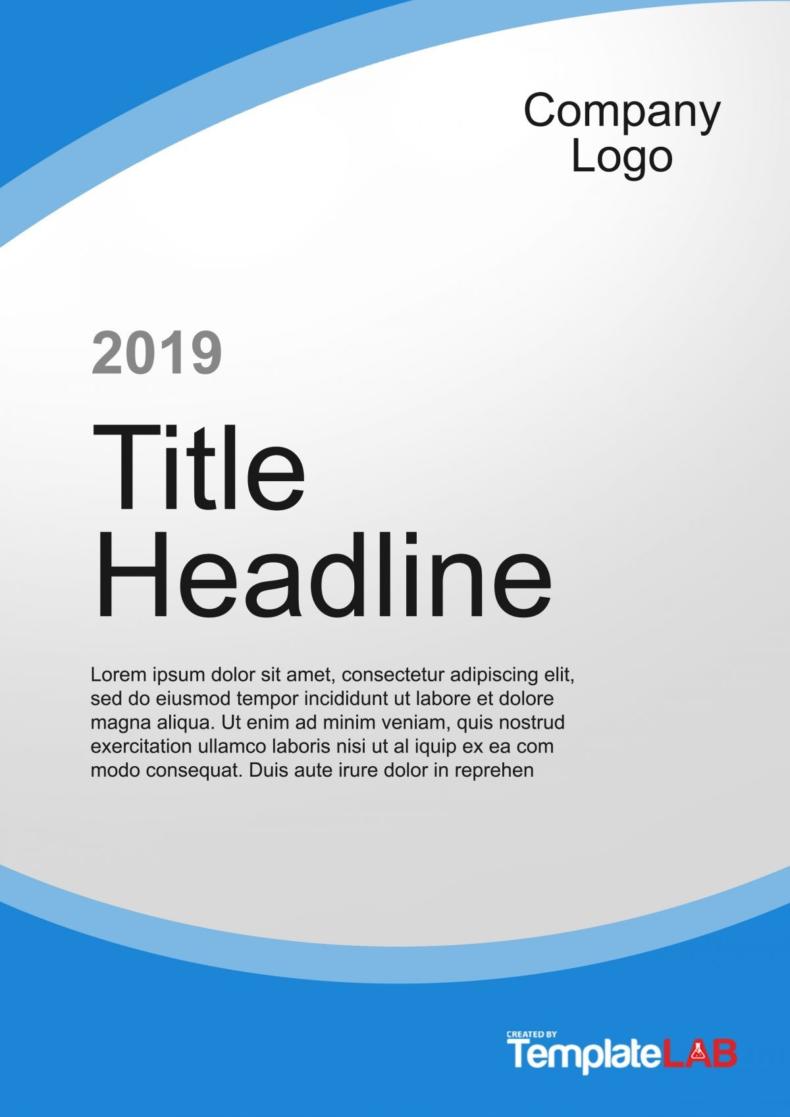 Company
Logo
2019
Title
Headline
Lorem ipsum dolor sit amet, consectetur adipiscing elit,
sed do eiusmod tempor incididunt ut labore et dolore
magna aliqua. Ut enim ad minim veniam, quis nostrud
exercitation ullamco laboris nisi ut al iquip ex ea com
modo consequat. Duis aute irure dolor in reprehen
CREATED BY
TemplateLAB